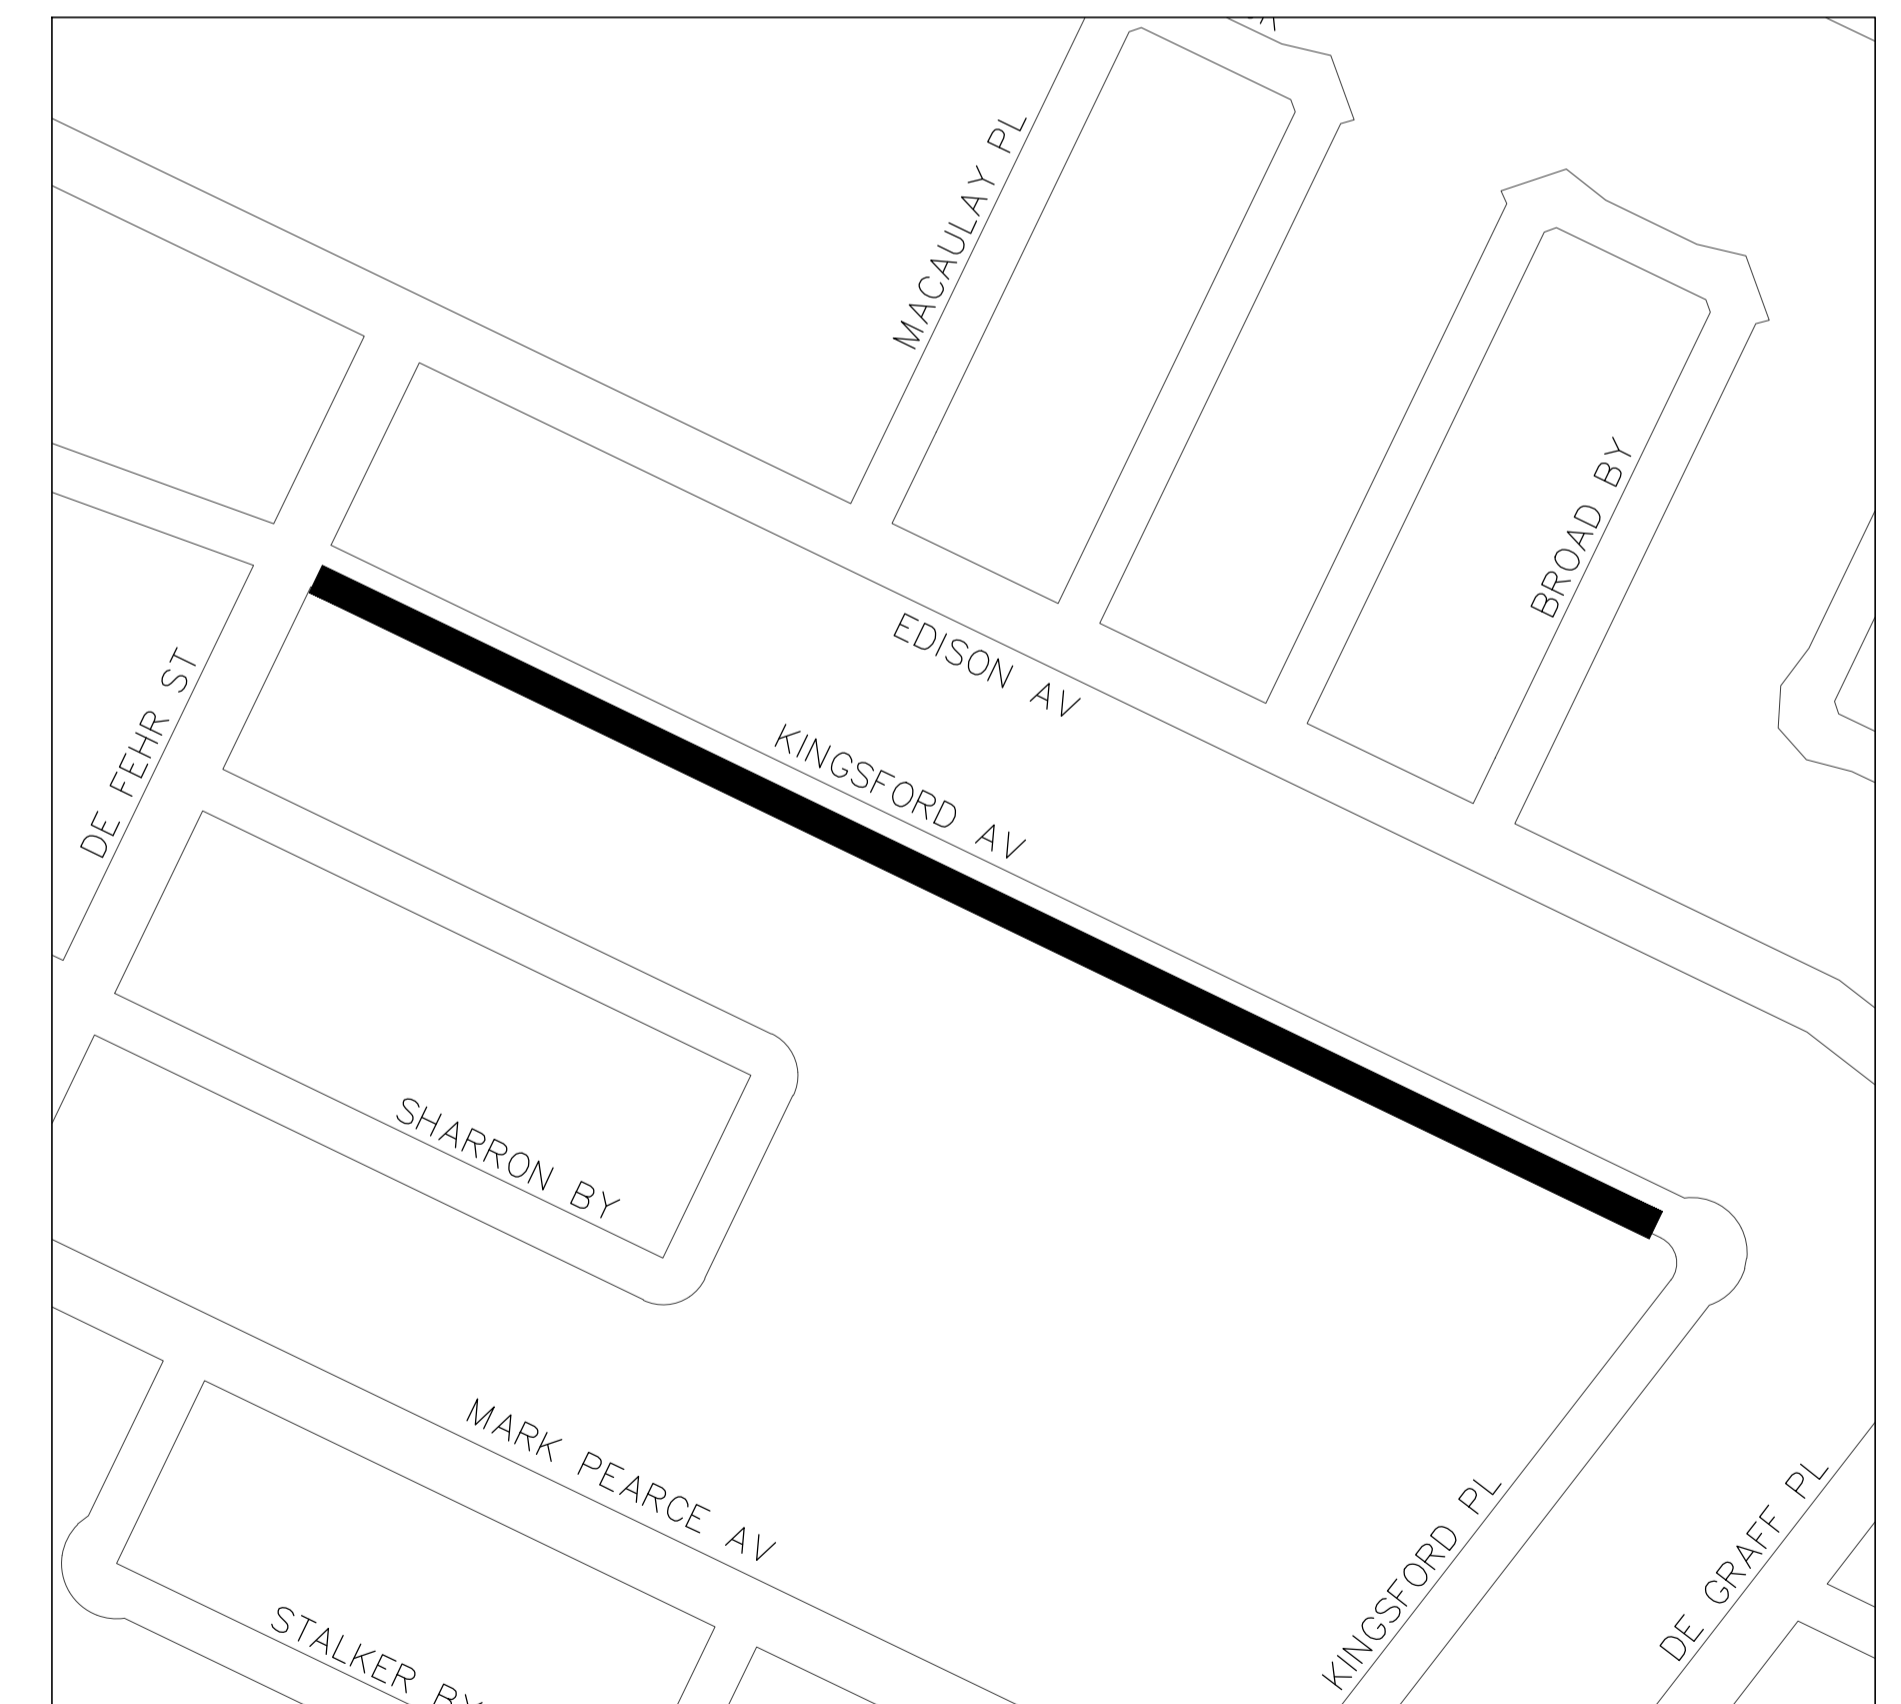 MACAULAY PL
BROAD BY
EDISON AV
DE FEHR ST
KINGSFORD AV
SHARRON BY
MARK PEARCE AV
KINGSFORD PL
DE GRAFF PL
STALKER BY